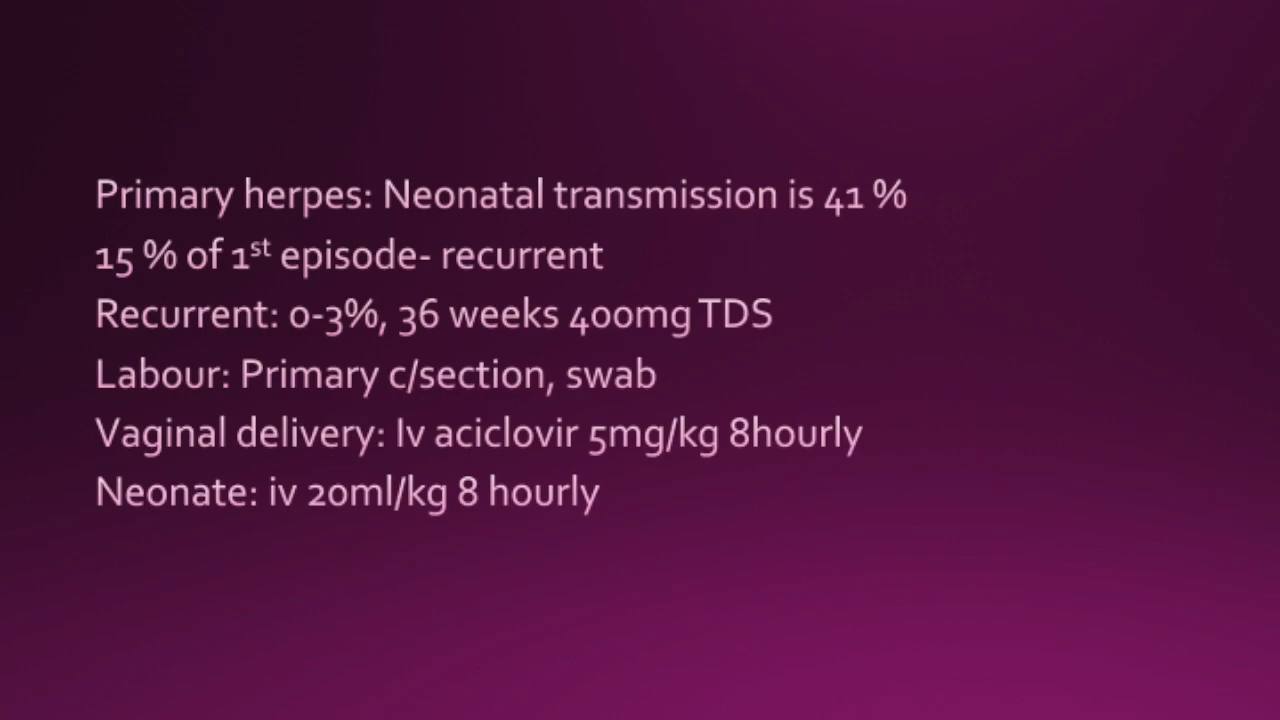 Primary herpes: Neonatal transmission is 41 %
15 % of 1st episode- recurrent
Recurrent: 0-3%, 36 weeks 400mg TDS
Labour: Primary c/section, swab
Vaginal delivery: Iv aciclovir 5mg/kg 8hourly
Neonate: iv 20ml/kg 8 hourly